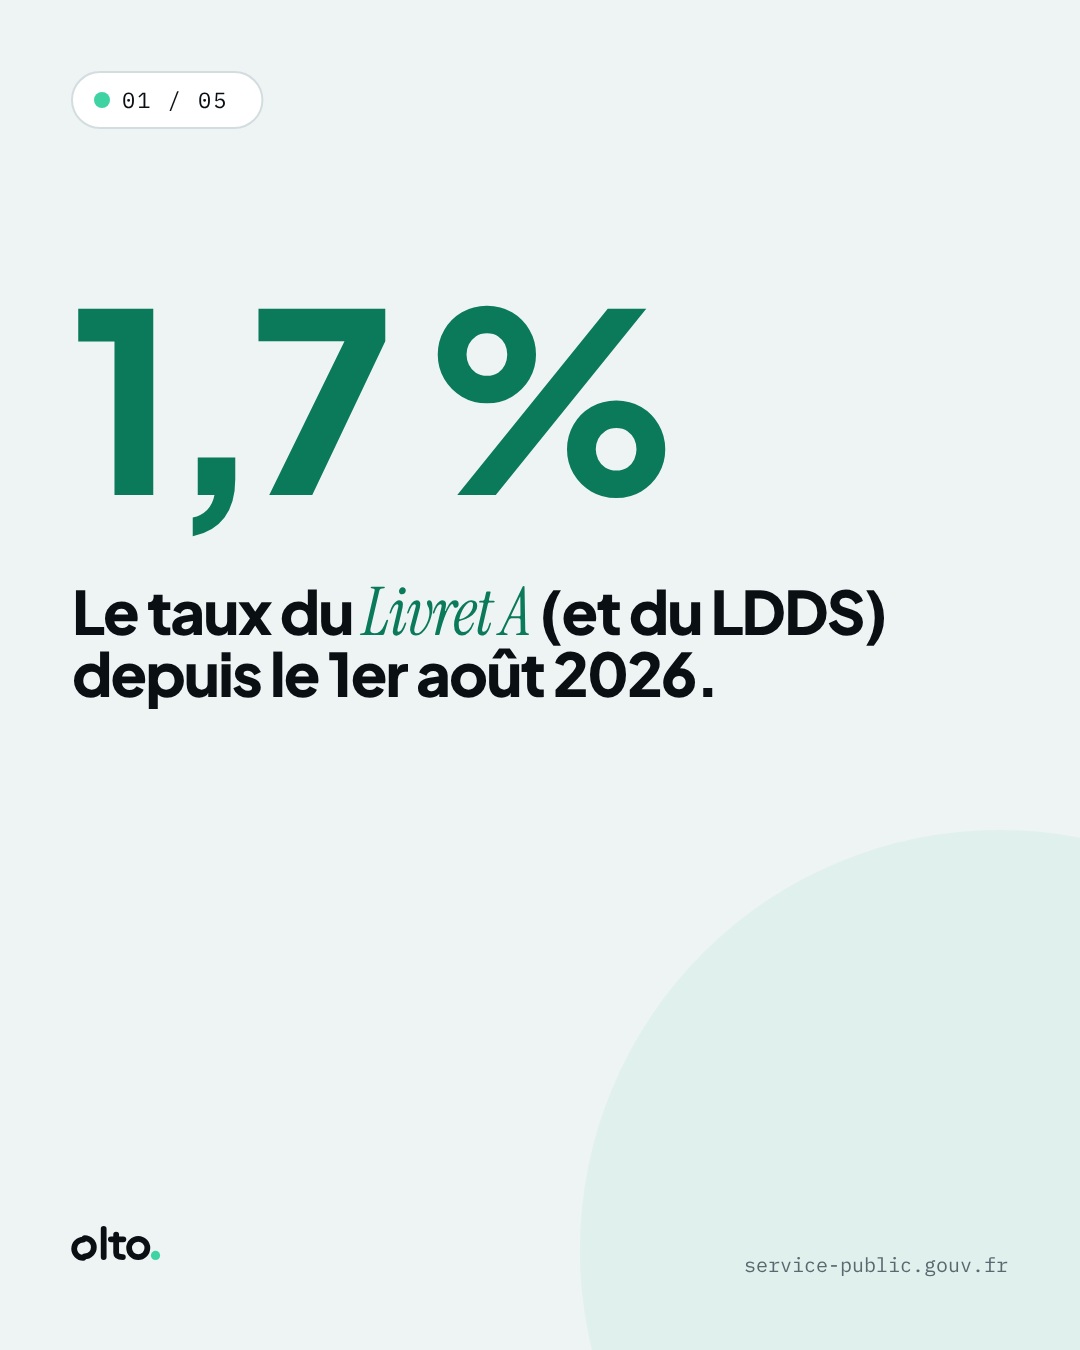 01 / 05
1,7 %
Le taux du Livret A (et du LDDS)
depuis le 1er août 2026.
olto.
service-public.gouv.fr